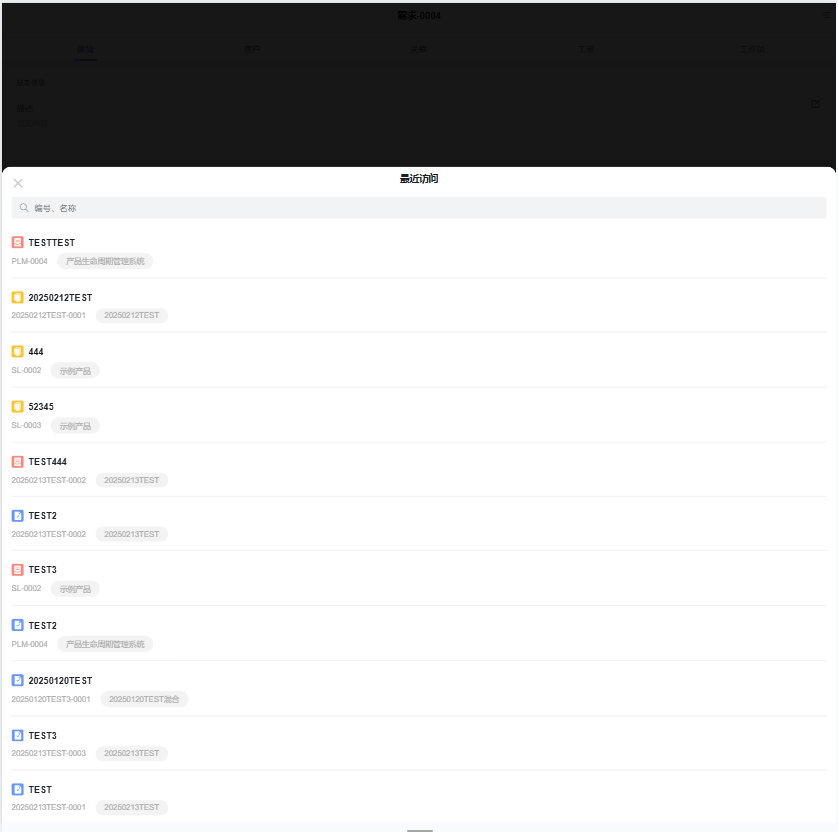 需求-0004
详情
客户
关联
工单
工作项
基本信息
描述
最近访问
编号、名称
TESTTEST
PLM-0004 产品生命周期管理系统
20250212TEST
20250212TEST-0001 20250212TEST
444
SL-0002 示例产品
52345
SL-0003 示例产品
TEST444
20250213TEST-0002 20250213TEST
TEST2
20250213TEST-0002 20250213TEST
TEST3
SL-0002 示例产品
TEST2
PLM-0004 产品生命周期管理系统
20250120TEST
20250120TEST3-0001 20250120TEST混合
TEST3
20250213TEST-0003 20250213TEST
TEST
20250213TEST-0001 20250213TEST